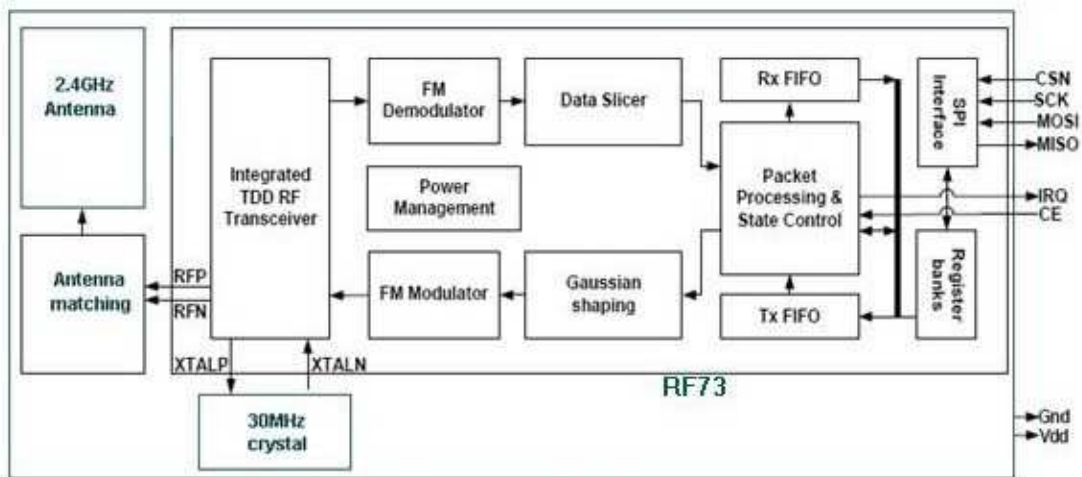 2.4GHz
Antenna
Antenna
matching
RFP
RFN
XTALP
XTALN
30MHz
crystal
Integrated
TDD RF
Transceiver
FM
Demodulator
Data Slicer
Power
Management
FM Modulator
Gaussian
shaping
Rx FIFO
Packet
Processing &
State Control
Tx FIFO
SPI
Interface
Register
banks
CSN
SCK
MOSI
MISO
IRQ
CE
RF73
Gnd
Vdd